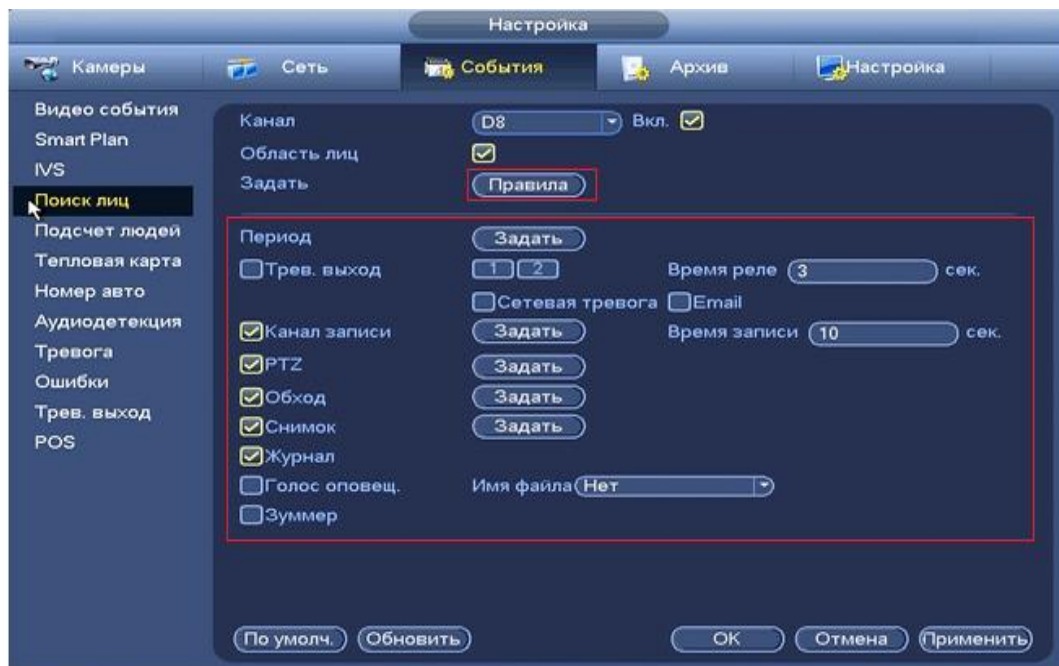 Настройка
Камеры Сеть События Архив Настройка
Видео события
Smart Plan
IVS
Поиск лиц
Подсчет людей
Тепловая карта
Номер авто
Аудиодетекция
Тревога
Ошибки
Трев. выход
POS
Канал D8 Вкл.
Область лиц
Задать Правила
Период Задать
Трев. выход 1 2 Время реле 3 сек.
Сетевая тревога Email
Канал записи Задать Время записи 10 сек.
PTZ Задать
Обход Задать
Снимок Задать
Журнал
Голос оповещ. Имя файла Нет
Зуммер
По умолч. Обновить OK Отмена Применить